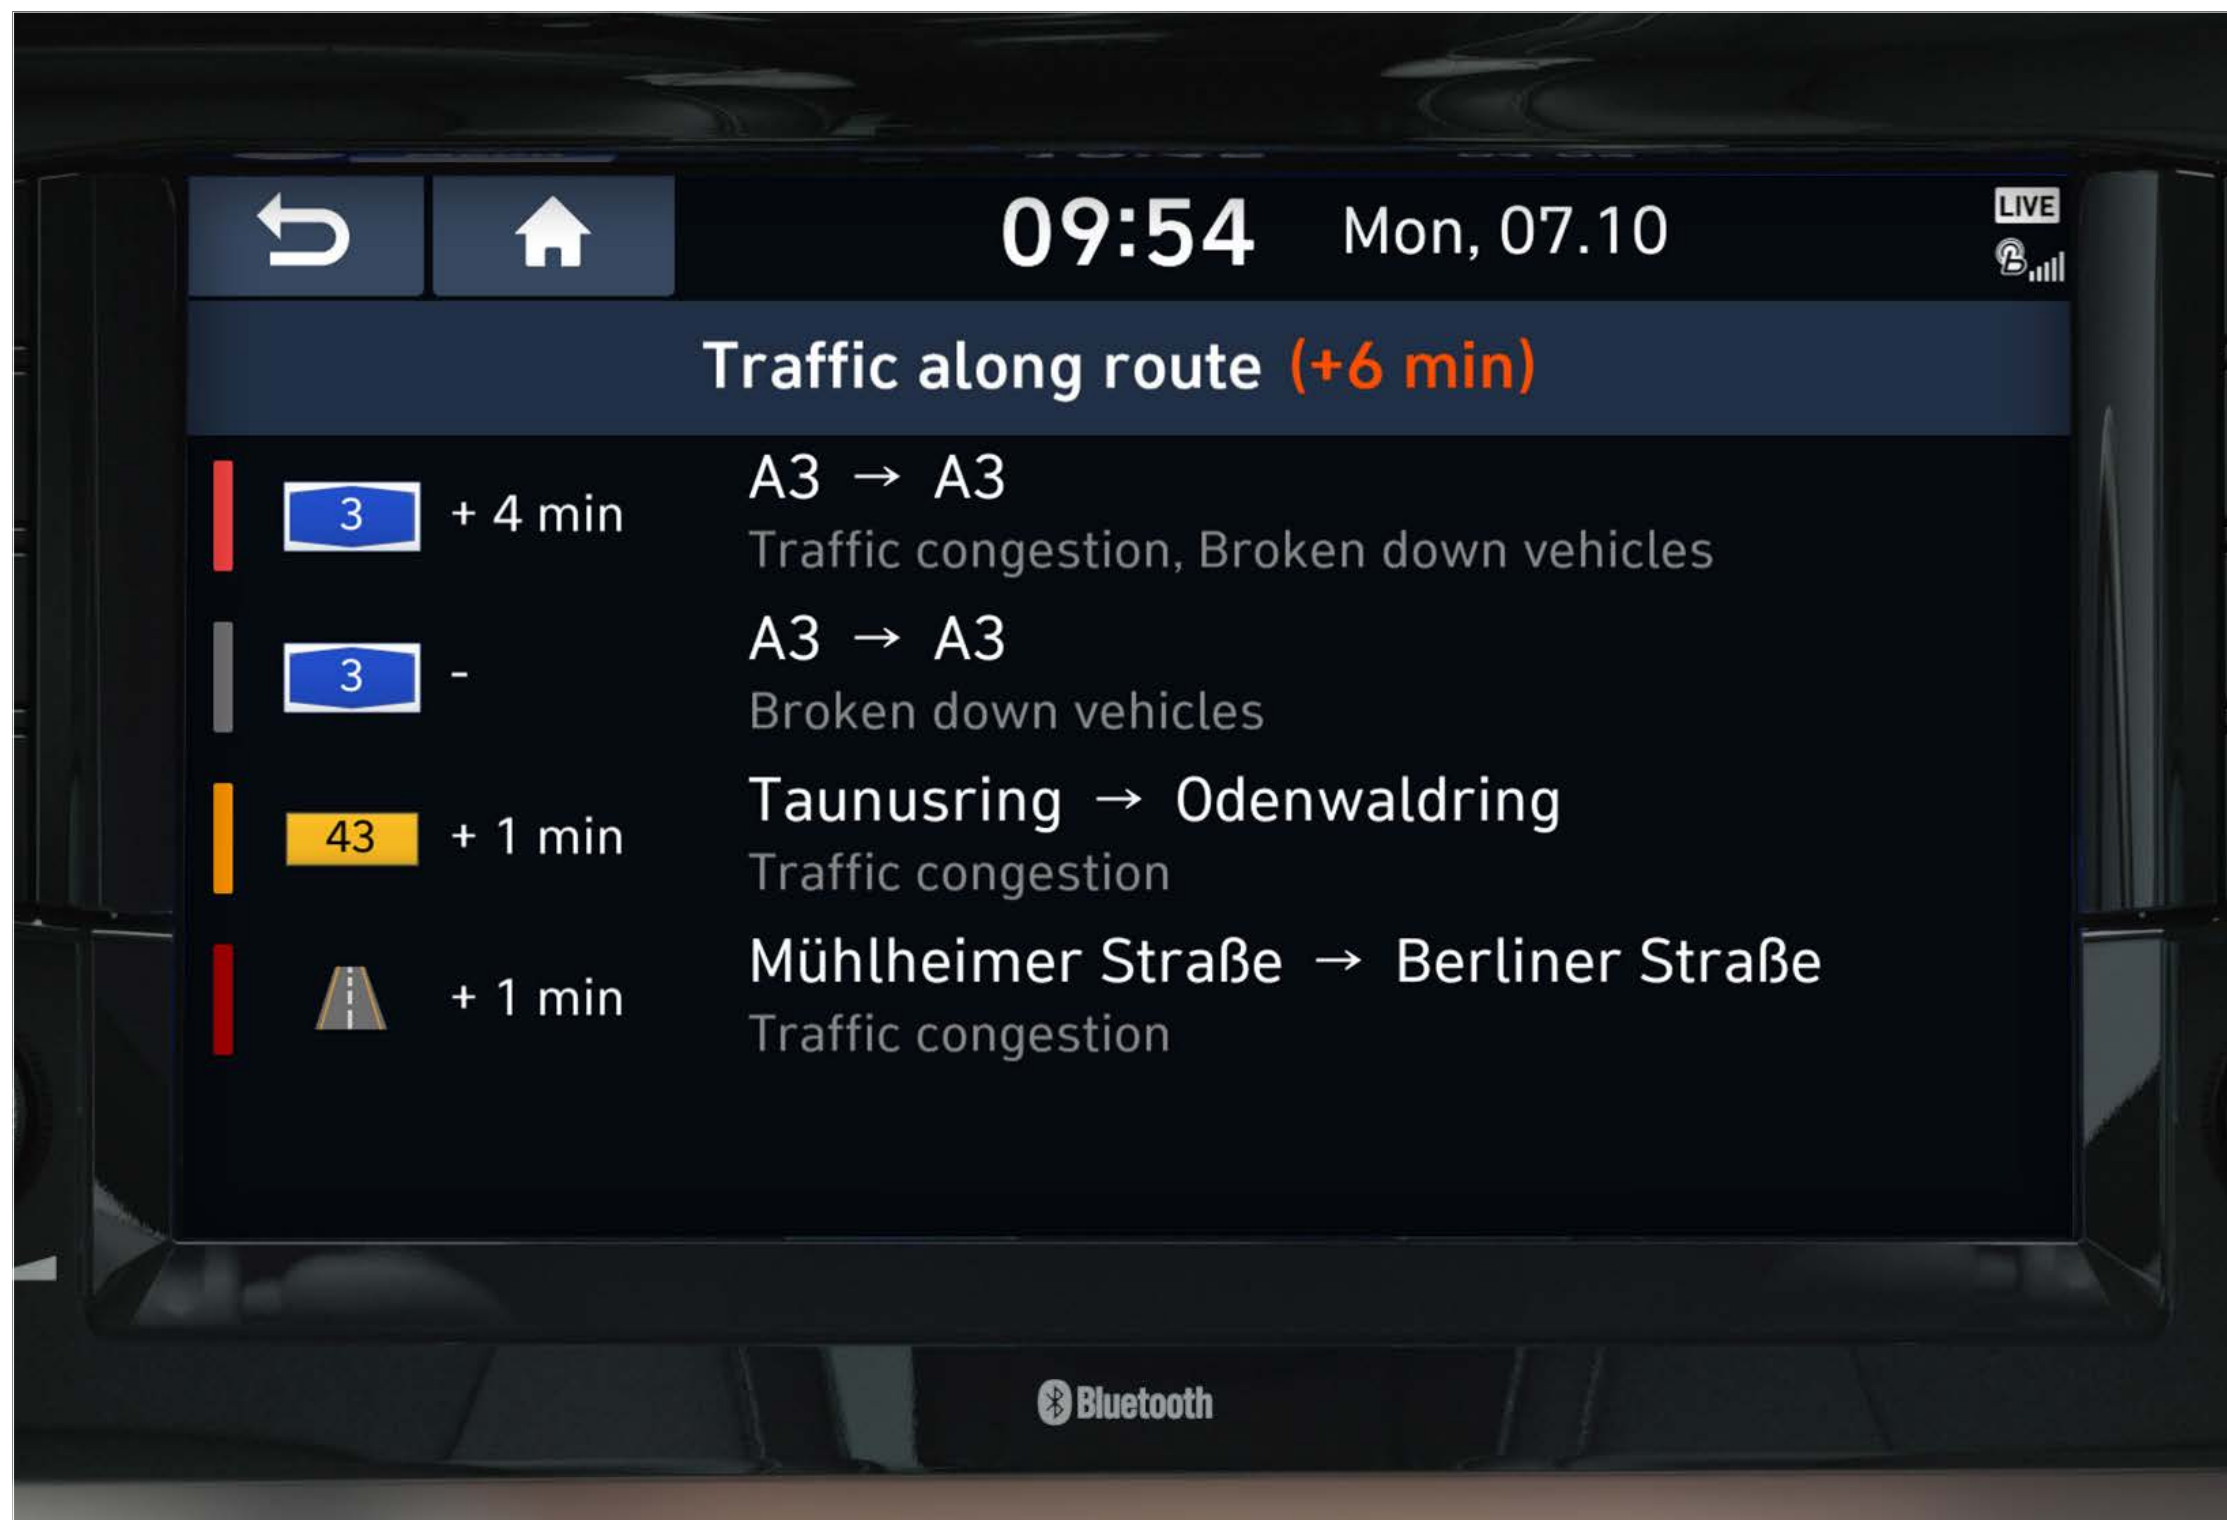 09:54 Mon, 07.10 LIVE
B
Traffic along route (+6 min)
3 + 4 min A3 → A3
Traffic congestion, Broken down vehicles
3 - A3 → A3
Broken down vehicles
43 + 1 min Taunusring → Odenwaldring
Traffic congestion
+ 1 min Mühlheimer Straße → Berliner Straße
Traffic congestion
Bluetooth